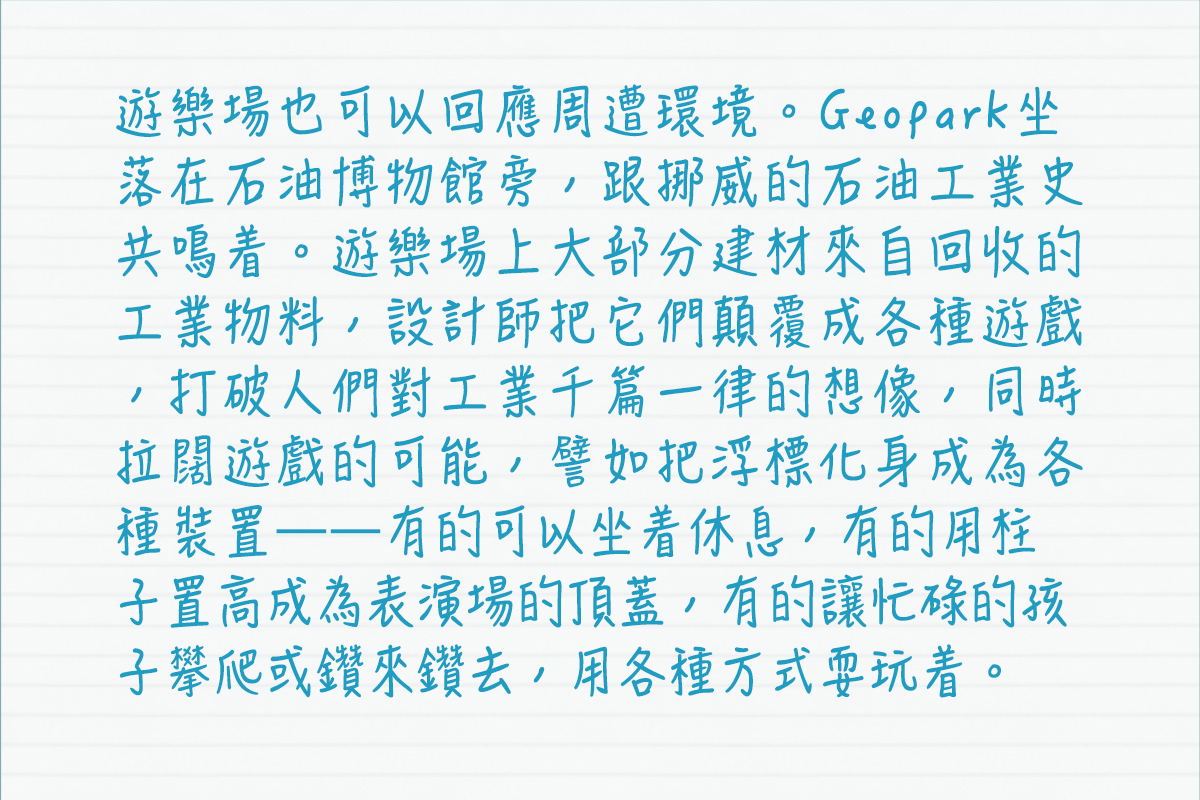 遊樂場也可以回應周遭環境。Geopark坐
落在石油博物館旁，跟挪威的石油工業史
共鳴着。遊樂場上大部分建材來自回收的
工業物料，設計師把它們顛覆成各種遊戲
，打破人們對工業千篇一律的想像，同時
拉闊遊戲的可能，譬如把浮標化身成為各
種裝置——有的可以坐着休息，有的用柱
子置高成為表演場的頂蓋，有的讓忙碌的孩
子攀爬或鑽來鑽去，用各種方式耍玩着。